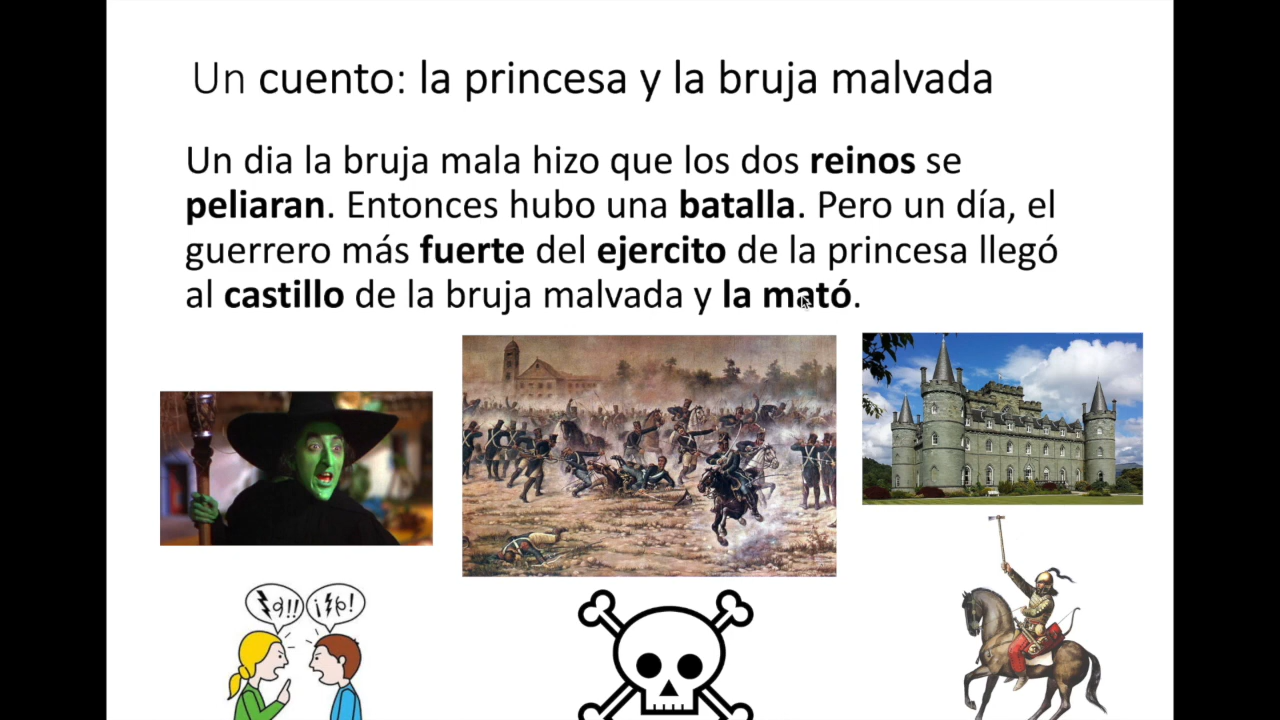 Un cuento: la princesa y la bruja malvada
Un dia la bruja mala hizo que los dos reinos se
peliaran. Entonces hubo una batalla. Pero un día, el
guerrero más fuerte del ejercito de la princesa llegó
al castillo de la bruja malvada y la mató.